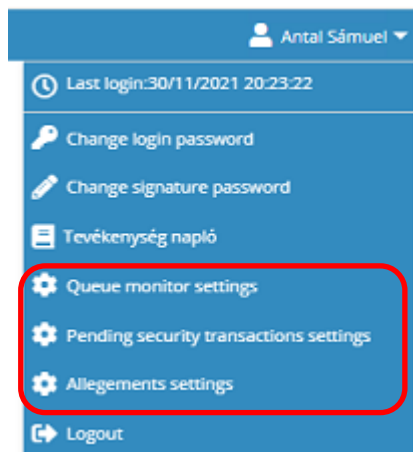 Antal Sámuel
Last login:30/11/2021 20:23:22
Change login password
Change signature password
Tevékenység napló
Queue monitor settings
Pending security transactions settings
Allegements settings
Logout